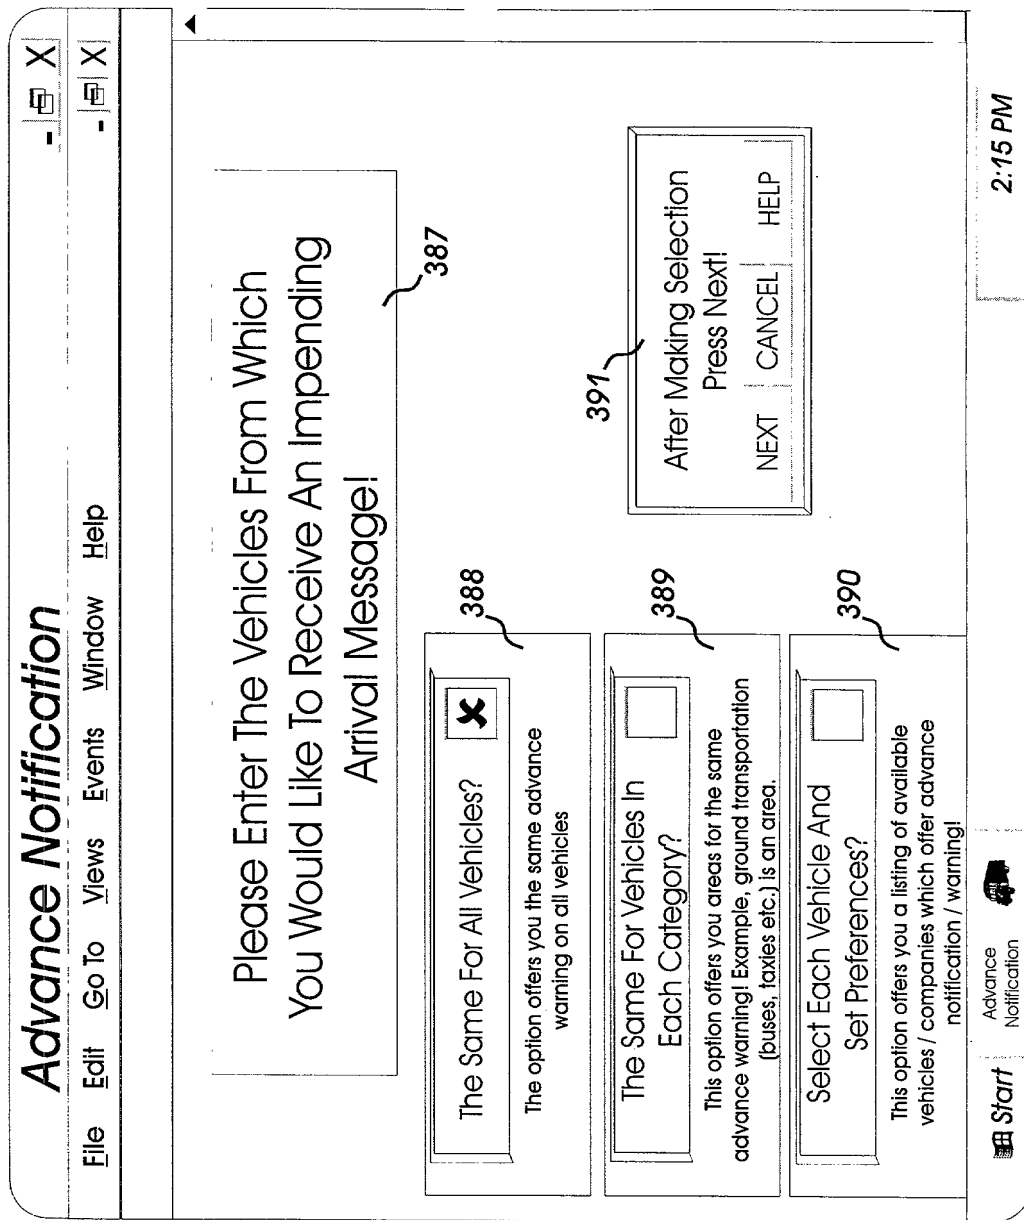 Advance Notification
File Edit Go To Views Events Window Help
Please Enter The Vehicles From Which
You Would Like To Receive An Impending
Arrival Message!
387
388
The Same For All Vehicles?
The option offers you the same advance
warning on all vehicles
389
The Same For Vehicles In
Each Category?
This option offers you areas for the same
advance warning! Example, ground transportation
(buses, taxies etc.) is an area.
390
Select Each Vehicle And
Set Preferences?
This option offers you a listing of available
vehicles / companies which offer advance
notification / warning!
391
After Making Selection
Press Next!
NEXT CANCEL HELP
Start
Advance
Notification
2:15 PM